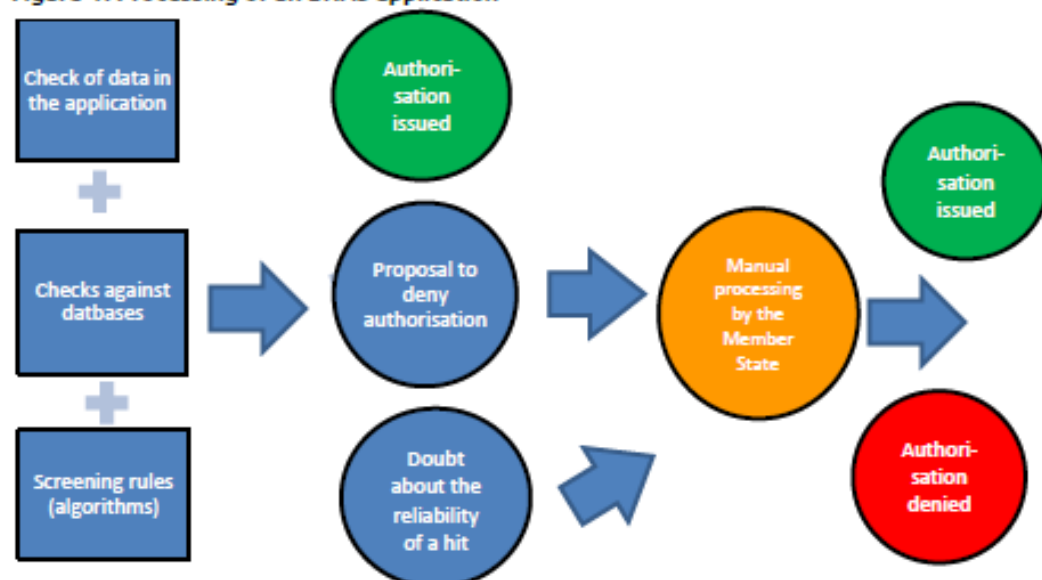 Check of data in
the application
Authori-
sation
issued
Authori-
sation
issued
Checks against
datbases
Proposal to
deny
authorisation
Manual
processing
by the
Member
State
Screening rules
(algorithms)
Doubt
about the
reliability
of a hit
Authori-
sation
denied